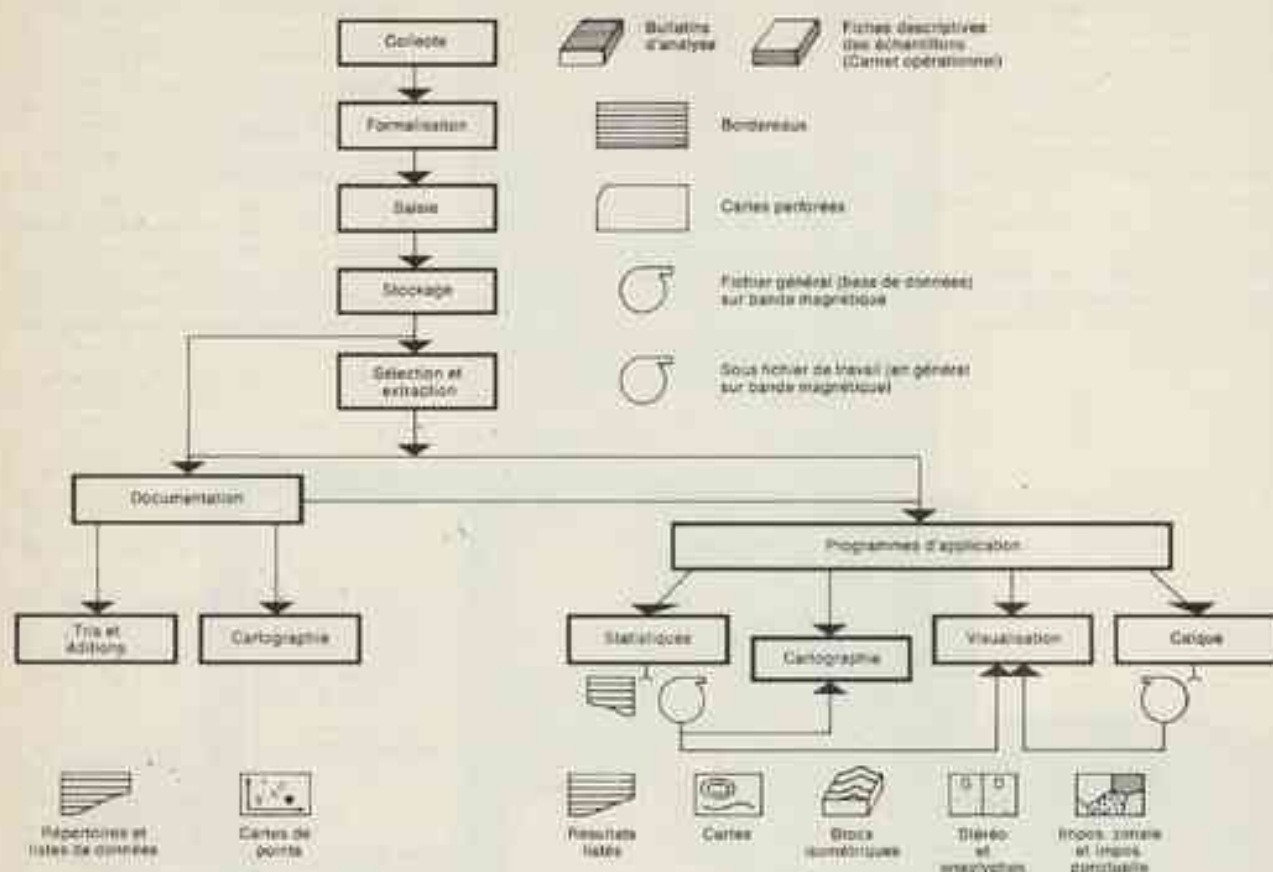 Collecte
Bulletins
d'analyse
Fiches descriptives
des échantillons
(Carnet opérationnel)
Formalisation
Bordereaux
Saisie
Cartes perforées
Stockage
Fichier général (base de données)
sur bande magnétique
Sélection et
extraction
Sous fichier de travail (en général
sur bande magnétique)
Documentation
Programmes d'application
Tris et
éditions
Cartographie
Statistiques
Cartographie
Visualisation
Calque
Répertoires et
listes de données
Cartes de
points
Résultats
listés
Cartes
Blocs
isométriques
G D
Stéréo
et
anaglyphes
Impos. zonale
et impos.
ponctuelle